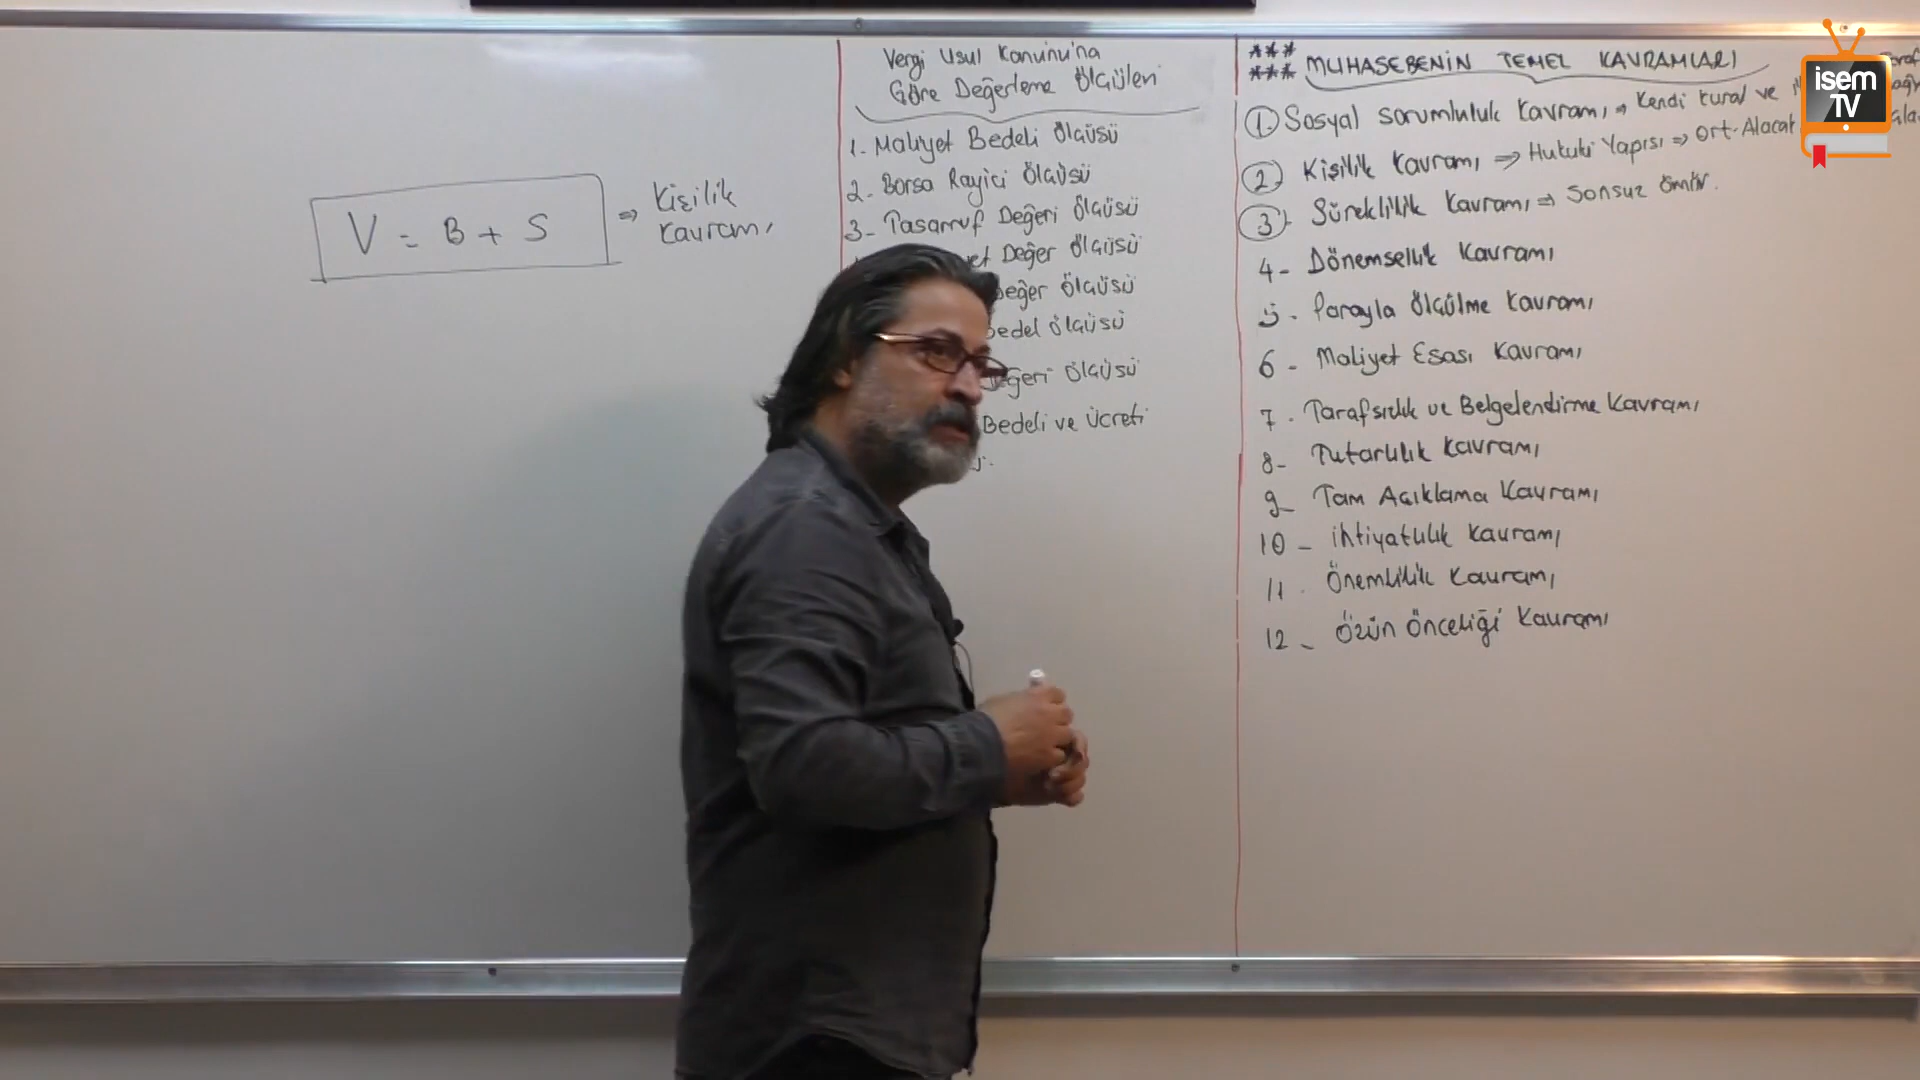 V = B + S ⇒ Kişilik
Kavramı
Vergi Usul Kanunu'na
Göre Değerleme Ölçüleri
1- Maliyet Bedeli Ölçüsü
2- Borsa Rayici Ölçüsü
3- Tasarruf Değeri Ölçüsü
Değer Ölçüsü
Değer Ölçüsü
Bedel Ölçüsü
Değeri Ölçüsü
Bedeli ve Ücreti
*** MUHASEBENİN TEMEL KAVRAMLARI
***
1. Sosyal sorumluluk Kavramı → Kendi Kural ve
2. Kişilik Kavramı ⇒ Hukuki Yapısı ⇒ Ort-Alacak
3. Süreklilik Kavramı ⇒ Sonsuz Ömür.
4- Dönemsellik Kavramı
5. Parayla Ölçülme Kavramı
6- Maliyet Esası Kavramı
7. Tarafsızlık ve Belgelendirme Kavramı
8- Tutarlılık Kavramı
9- Tam Açıklama Kavramı
10- ihtiyatlılık Kavramı
11. Önemlilik Kavramı
12- Özün Önceliği Kavramı
isem
TV